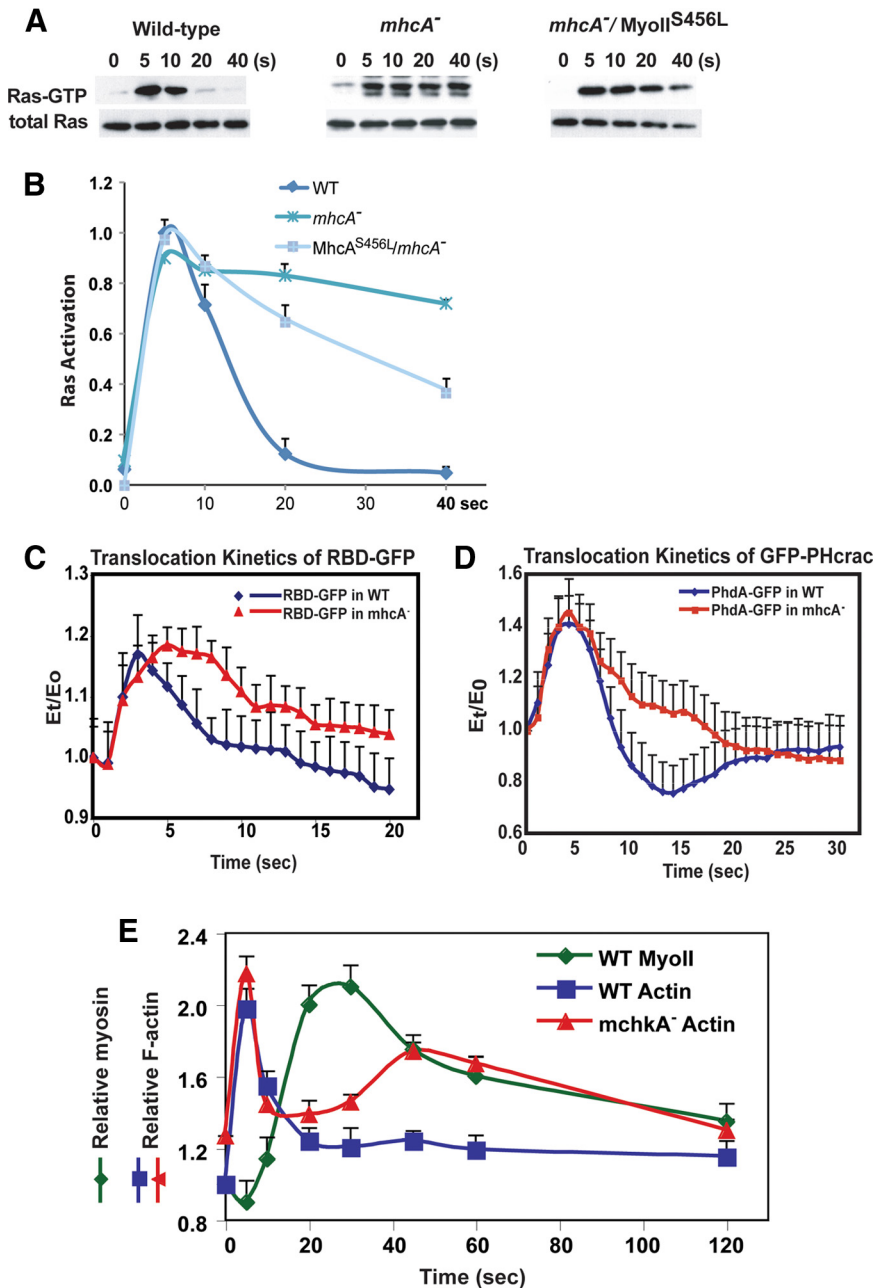 A
Wild-type
mhcA⁻
mhcA⁻/ MyoII^S456L
0 5 10 20 40 (s)
0 5 10 20 40 (s)
0 5 10 20 40 (s)
Ras-GTP
total Ras
B
1.2
1.0
0.8
0.6
0.4
0.2
0.0
Ras Activation
WT
mhcA⁻
MhcA^S456L/mhcA⁻
0 10 20 30 40 sec
C
Translocation Kinetics of RBD-GFP
1.3
1.2
1.1
1.0
0.9
Et/Eo
RBD-GFP in WT
RBD-GFP in mhcA⁻
0 5 10 15 20
Time (sec)
D
Translocation Kinetics of GFP-PHcrac
1.6
1.4
1.2
1.0
0.8
0.6
Et/E0
PhdA-GFP in WT
PhdA-GFP in mhcA⁻
0 5 10 15 20 25 30
Time (sec)
E
2.4
2.0
1.6
1.2
0.8
Relative myosin
Relative F-actin
WT MyoII
WT Actin
mchkA⁻ Actin
0 20 40 60 80 100 120
Time (sec)